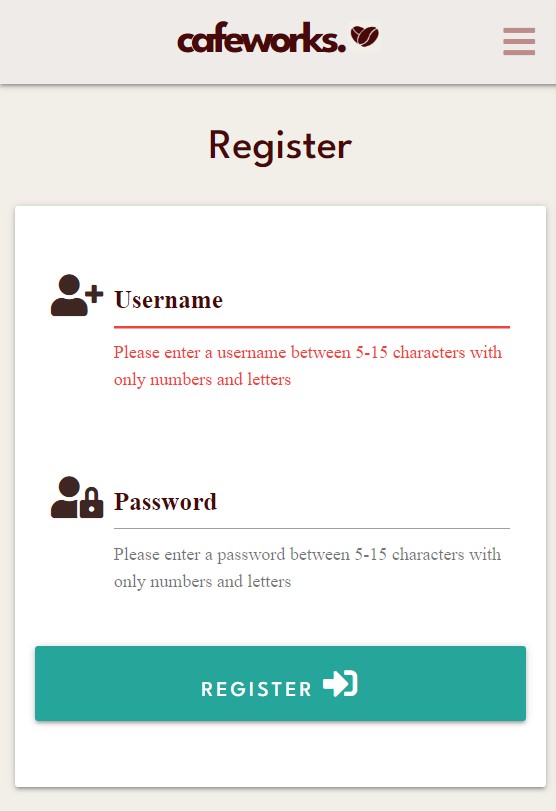 cafeworks.
Register
Username
Please enter a username between 5-15 characters with
only numbers and letters
Password
Please enter a password between 5-15 characters with
only numbers and letters
REGISTER